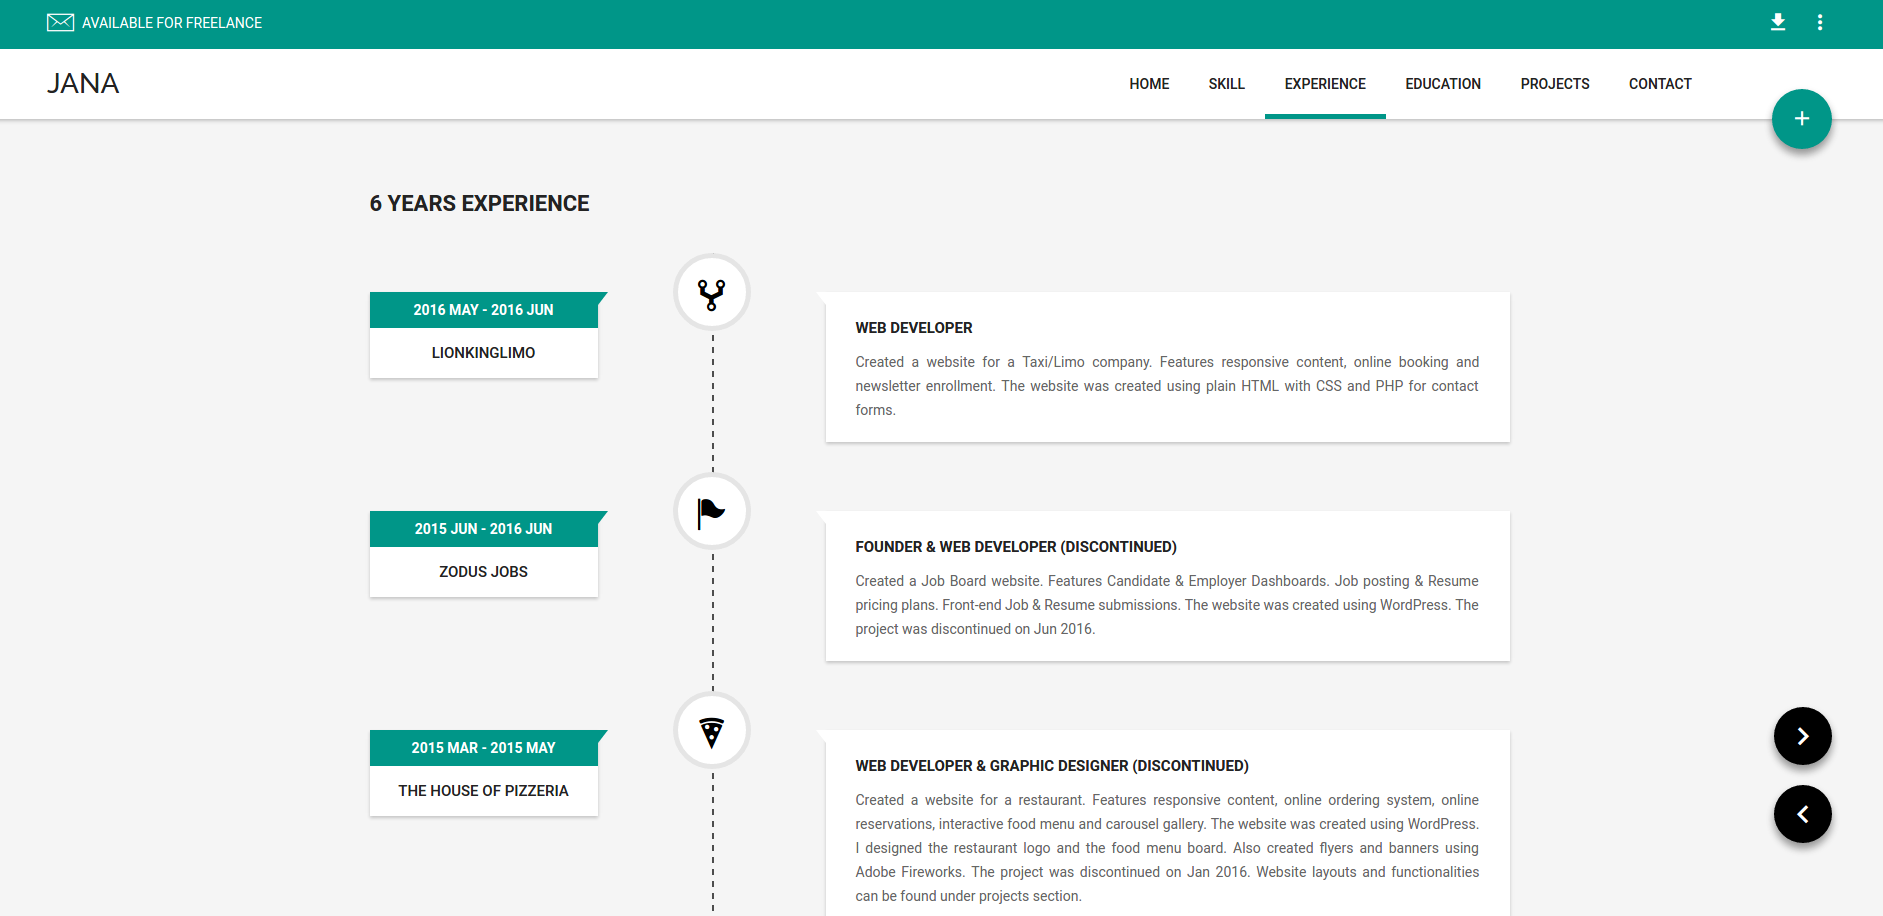 AVAILABLE FOR FREELANCE
JANA
HOME SKILL EXPERIENCE EDUCATION PROJECTS CONTACT
+
6 YEARS EXPERIENCE
2016 MAY - 2016 JUN
LIONKINGLIMO
WEB DEVELOPER
Created a website for a Taxi/Limo company. Features responsive content, online booking and
newsletter enrollment. The website was created using plain HTML with CSS and PHP for contact
forms.
2015 JUN - 2016 JUN
ZODUS JOBS
FOUNDER & WEB DEVELOPER (DISCONTINUED)
Created a Job Board website. Features Candidate & Employer Dashboards. Job posting & Resume
pricing plans. Front-end Job & Resume submissions. The website was created using WordPress. The
project was discontinued on Jun 2016.
2015 MAR - 2015 MAY
THE HOUSE OF PIZZERIA
WEB DEVELOPER & GRAPHIC DESIGNER (DISCONTINUED)
Created a website for a restaurant. Features responsive content, online ordering system, online
reservations, interactive food menu and carousel gallery. The website was created using WordPress.
I designed the restaurant logo and the food menu board. Also created flyers and banners using
Adobe Fireworks. The project was discontinued on Jan 2016. Website layouts and functionalities
can be found under projects section.